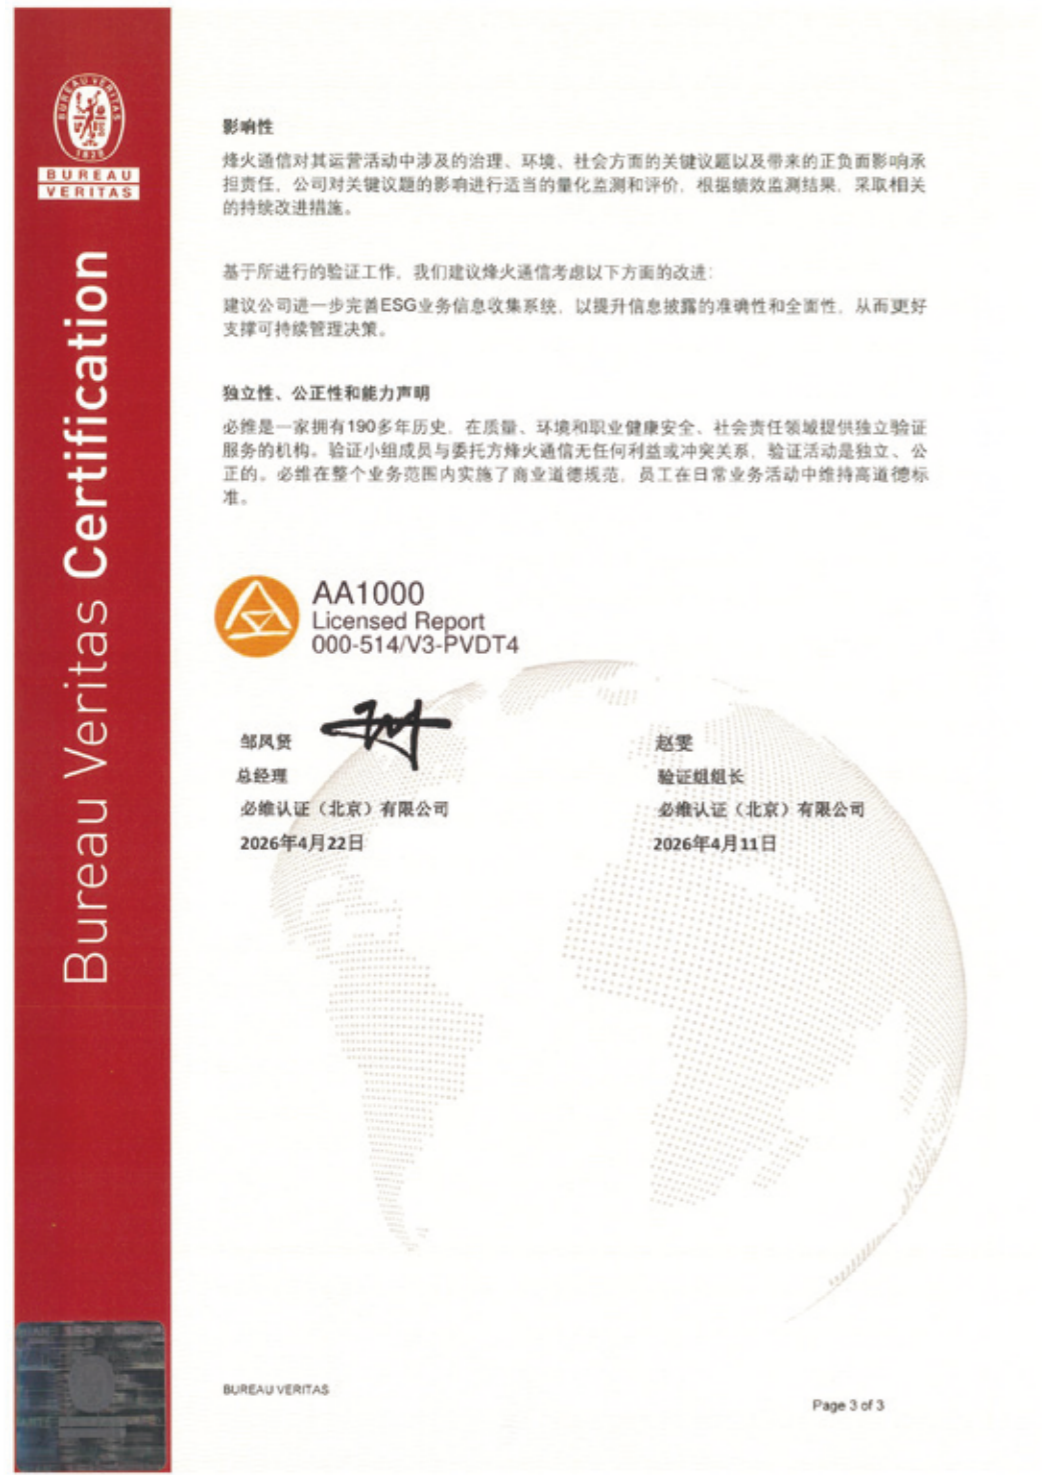 BUREAU VERITAS
1828
BUREAU
VERITAS
Bureau Veritas Certification
影响性
烽火通信对其运营活动中涉及的治理、环境、社会方面的关键议题以及带来的正负面影响承
担责任，公司对关键议题的影响进行适当的量化监测和评价，根据绩效监测结果，采取相关
的持续改进措施。
基于所进行的验证工作，我们建议烽火通信考虑以下方面的改进：
建议公司进一步完善ESG业务信息收集系统，以提升信息披露的准确性和全面性，从而更好
支撑可持续管理决策。
独立性、公正性和能力声明
必维是一家拥有190多年历史，在质量、环境和职业健康安全、社会责任领域提供独立验证
服务的机构。验证小组成员与委托方烽火通信无任何利益或冲突关系，验证活动是独立、公
正的。必维在整个业务范围内实施了商业道德规范，员工在日常业务活动中维持高道德标
准。
AA1000
Licensed Report
000-514/V3-PVDT4
邹凤贤
总经理
必维认证（北京）有限公司
2026年4月22日
赵雯
验证组组长
必维认证（北京）有限公司
2026年4月11日
BUREAU VERITAS
Page 3 of 3